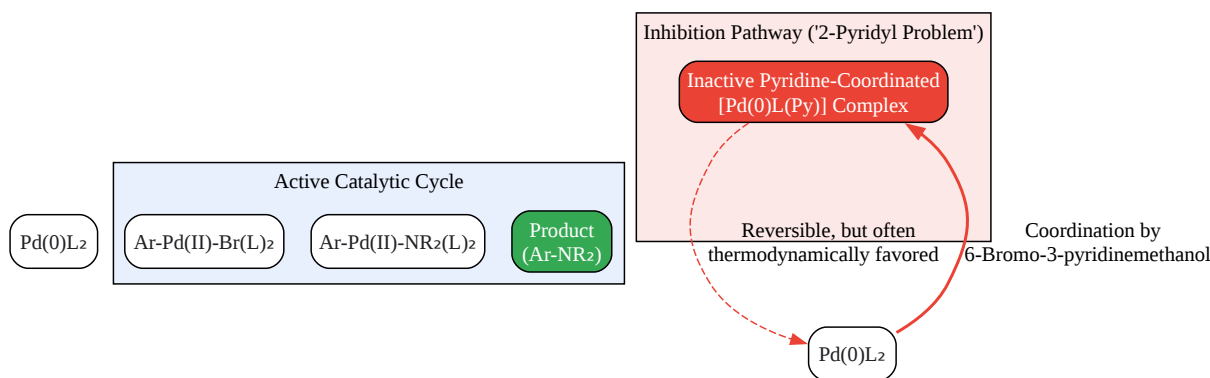 Inhibition Pathway ('2-Pyridyl Problem')
Inactive Pyridine-Coordinated
[Pd(0)L(Py)] Complex
Active Catalytic Cycle
Pd(0)L₂
Ar-Pd(II)-Br(L)₂
Ar-Pd(II)-NR₂(L)₂
Product
(Ar-NR₂)
Reversible, but often
thermodynamically favored
Coordination by
6-Bromo-3-pyridinemethanol
Pd(0)L₂